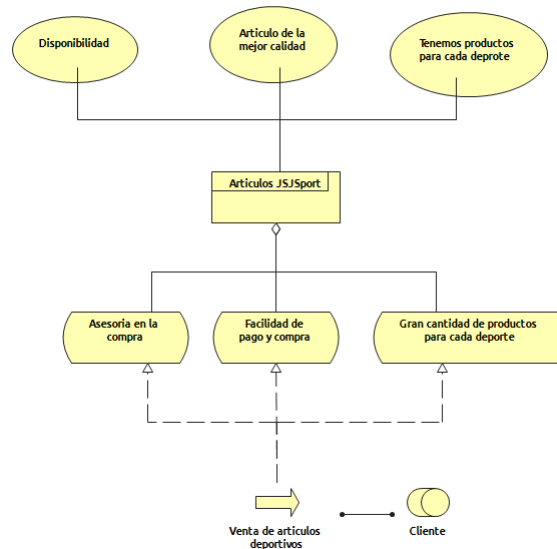 Disponibilidad
Articulo de la
mejor calidad
Tenemos productos
para cada deprote
Articulos JSJSport
Asesoria en la
compra
Facilidad de
pago y compra
Gran cantidad de productos
para cada deporte
Venta de articulos
deportivos
Cliente